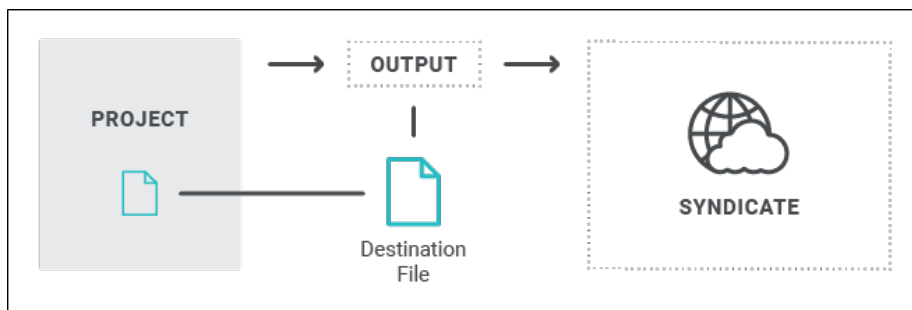 PROJECT
OUTPUT
Destination
File
SYNDICATE